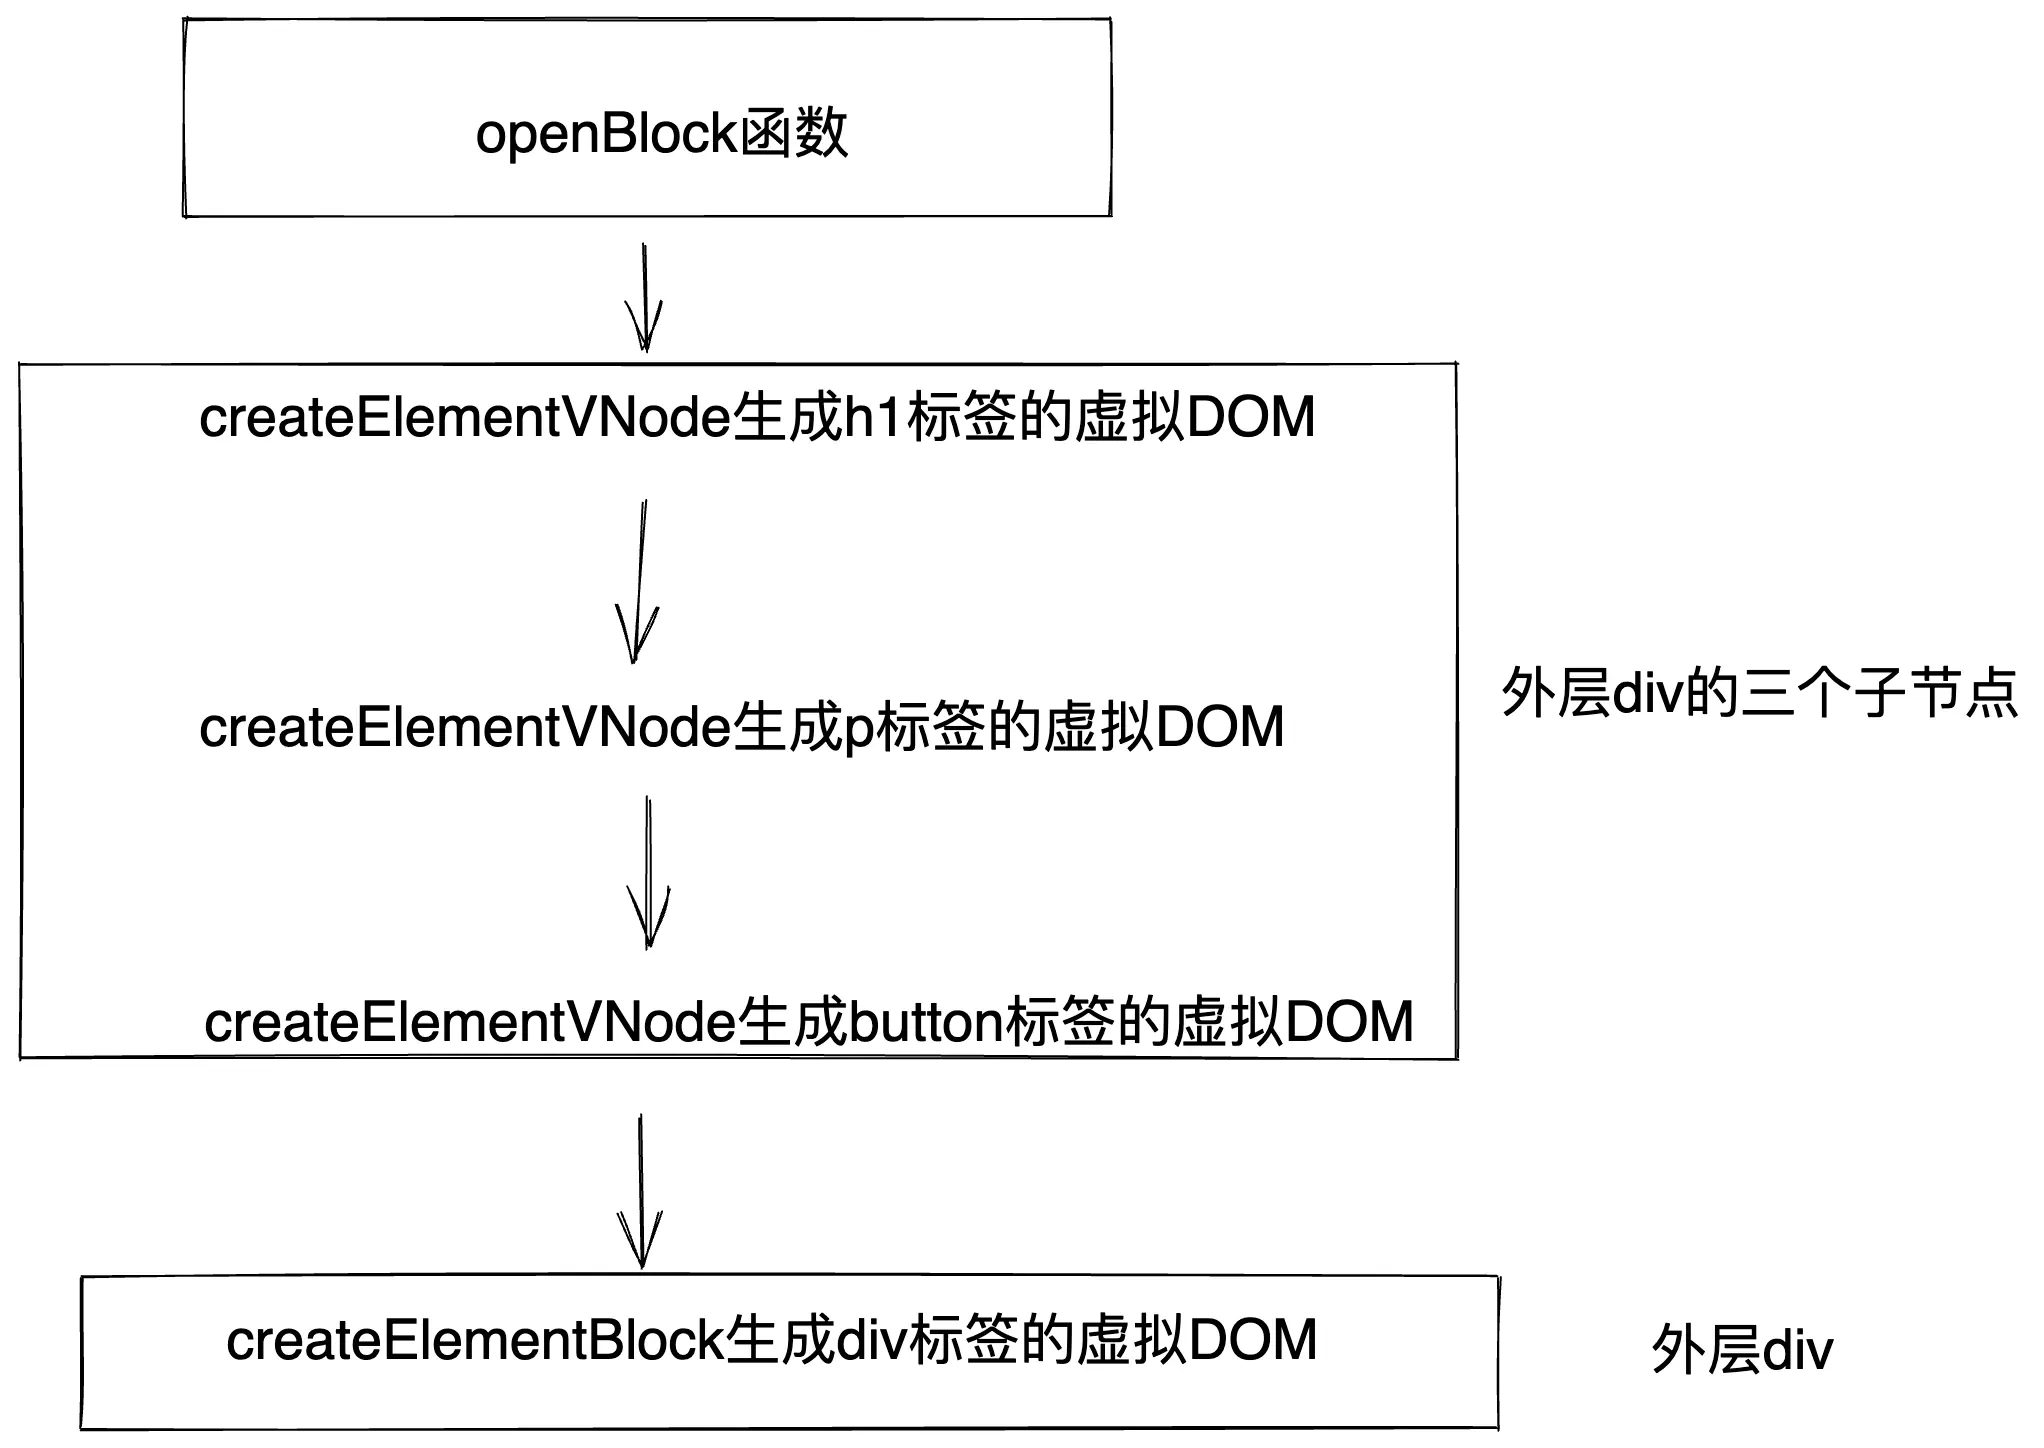 openBlock函数
createElementVNode生成h1标签的虚拟DOM
createElementVNode生成p标签的虚拟DOM
外层div的三个子节点
createElementVNode生成button标签的虚拟DOM
createElementBlock生成div标签的虚拟DOM
外层div